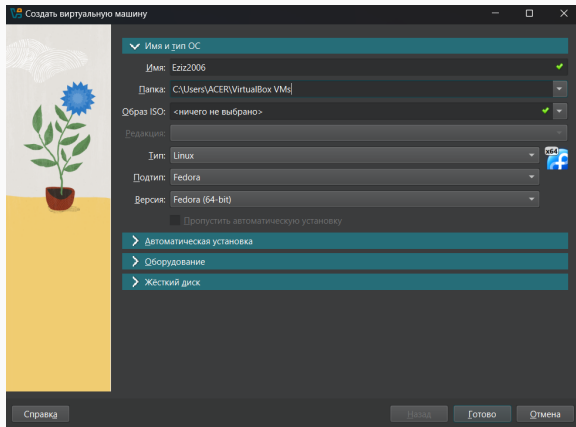 Создать виртуальную машину
Имя и тип ОС
Имя: Eziz2006
Папка: C:\Users\ACER\VirtualBox VMs
Образ ISO: <ничего не выбрано>
Редакция:
Тип: Linux
x64
Подтип: Fedora
Версия: Fedora (64-bit)
Пропустить автоматическую установку
Автоматическая установка
Оборудование
Жёсткий диск
Справка Назад Готово Отмена